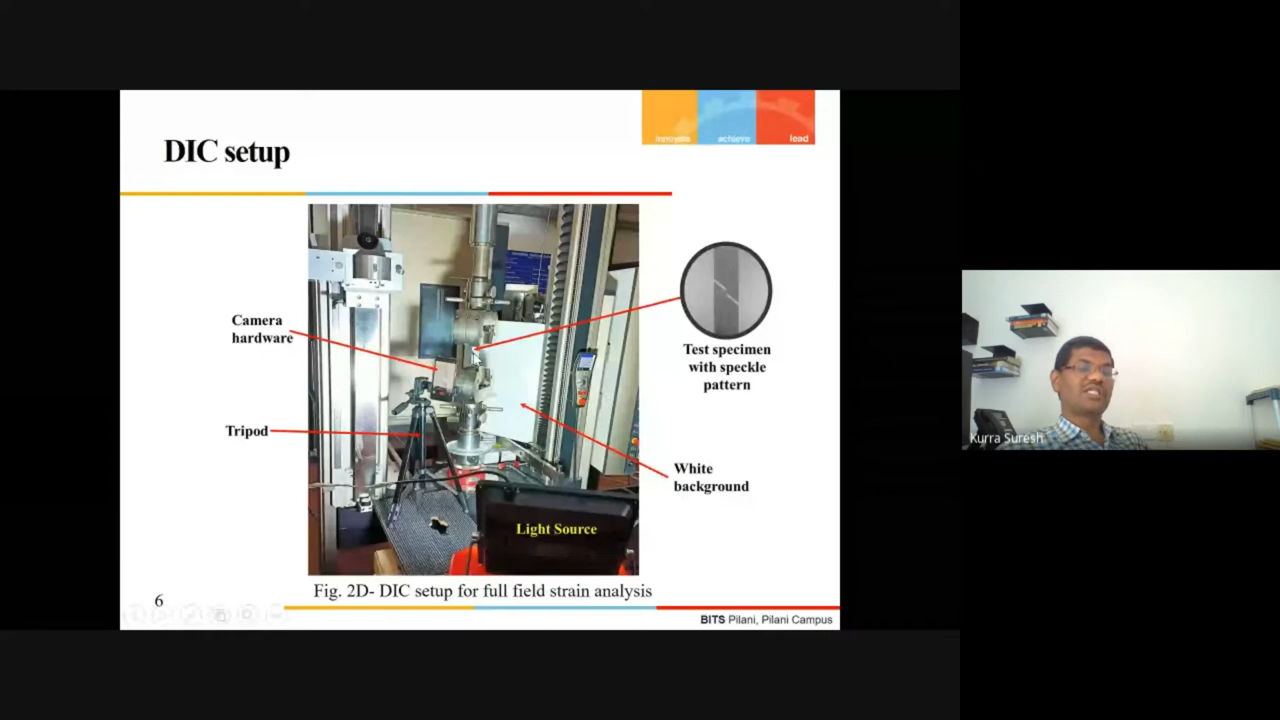 innovate achieve lead
DIC setup
Camera
hardware
Tripod
Test specimen
with speckle
pattern
White
background
Light Source
Fig. 2D- DIC setup for full field strain analysis
6
BITS Pilani, Pilani Campus
Kurra Suresh